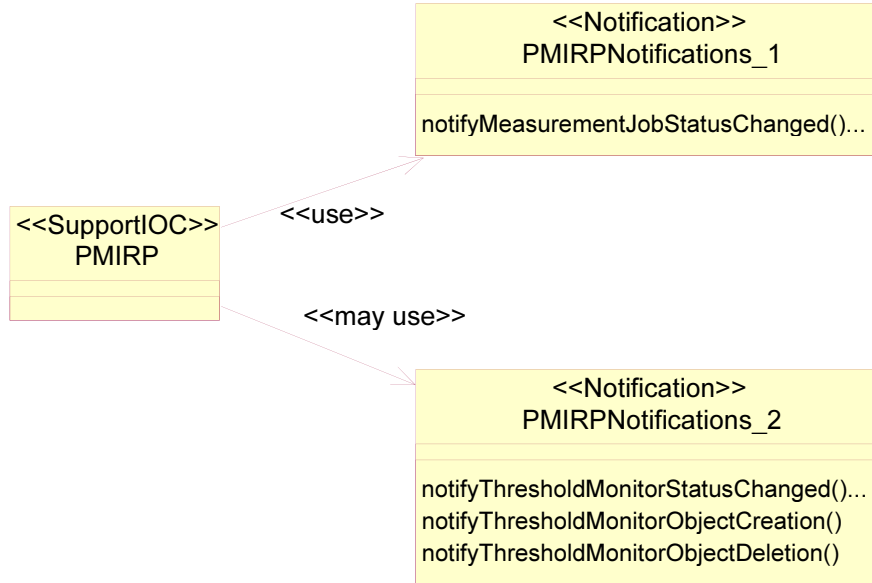 <<Notification>>
PMIRPNotifications_1
notifyMeasurementJobStatusChanged()...
<<SupportIOC>>
PMIRP
<<use>>
<<may use>>
<<Notification>>
PMIRPNotifications_2
notifyThresholdMonitorStatusChanged()...
notifyThresholdMonitorObjectCreation()
notifyThresholdMonitorObjectDeletion()